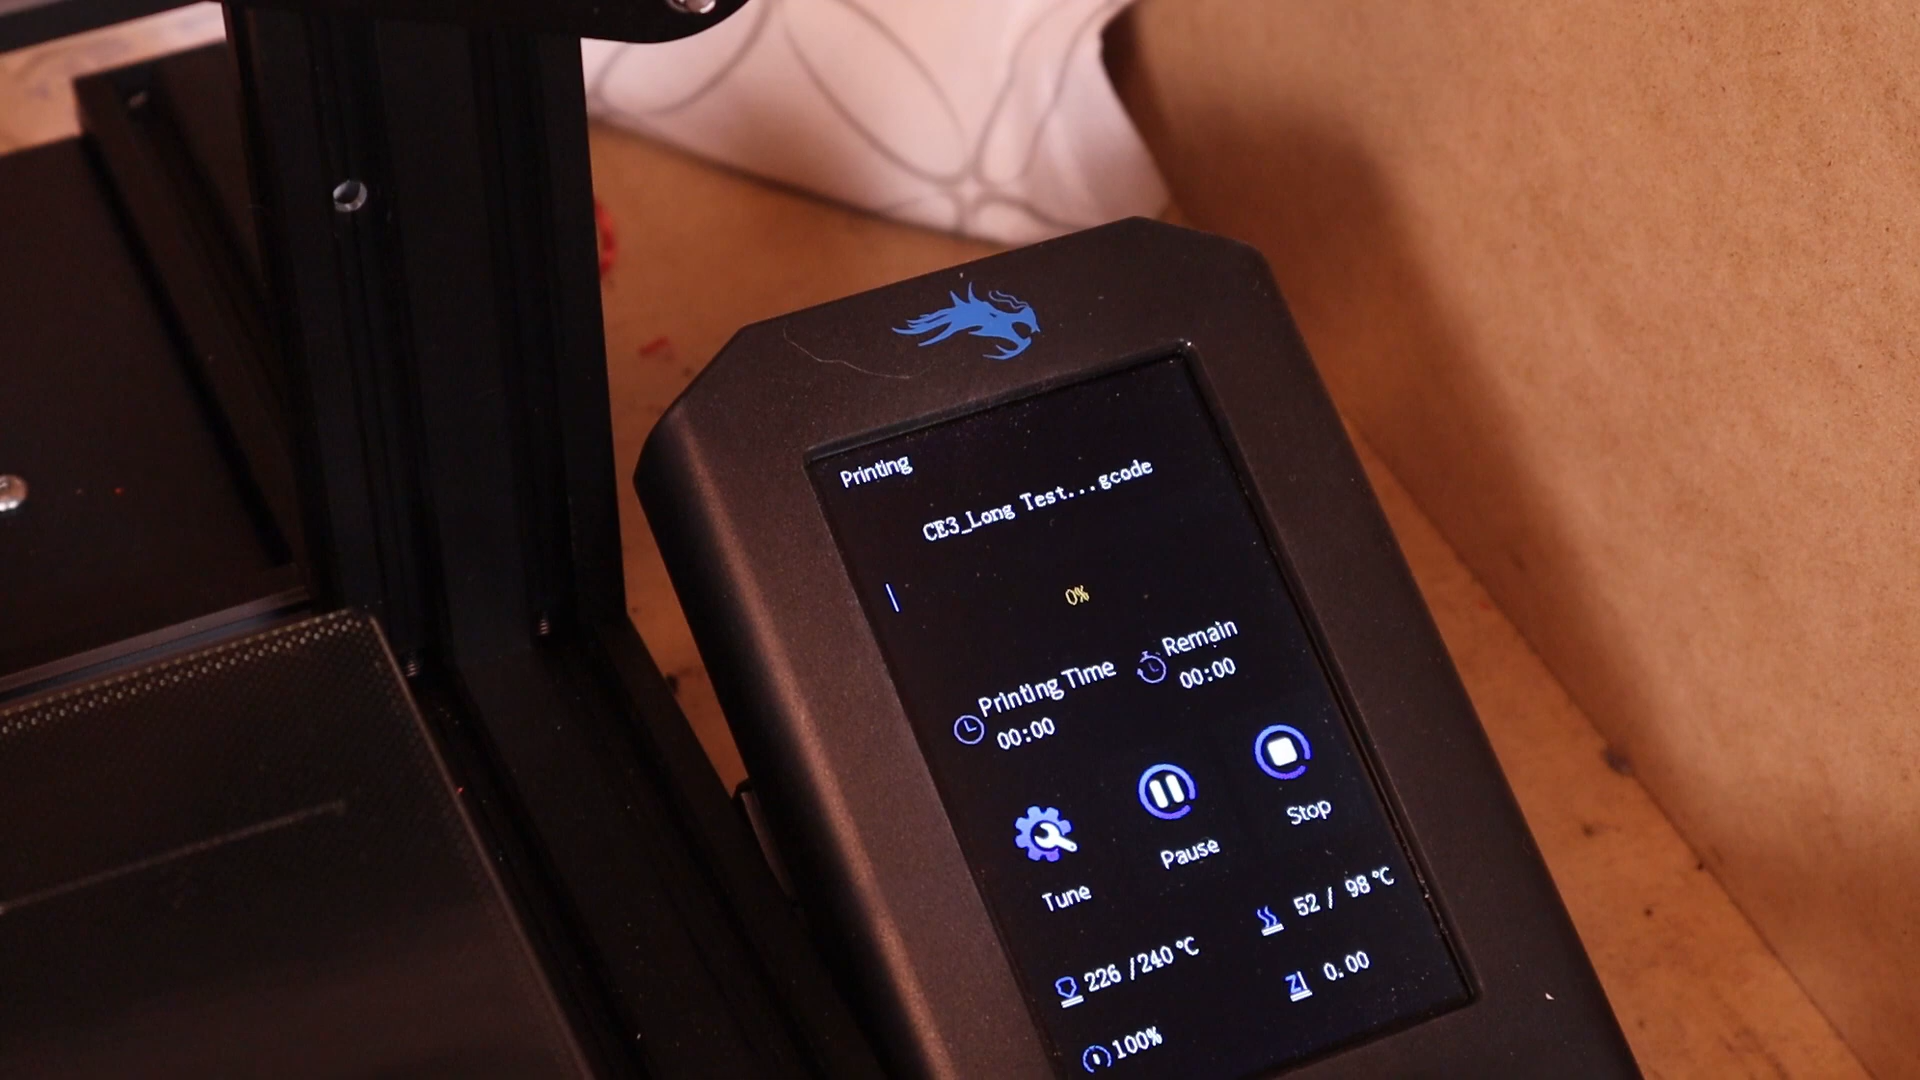 Printing
CE3_Long Test...gcode
0%
Printing Time
00:00
Remain
00:00
Tune
Pause
Stop
226 /240 ℃
52 / 98 ℃
100%
Z 0.00